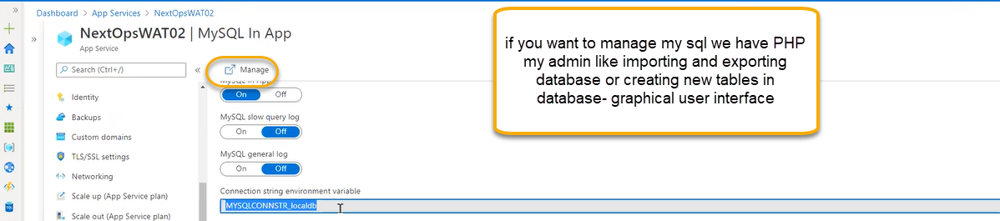 Dashboard > App Services > NextOpsWAT02
NextOpsWAT02 | MySQL In App
App Service
Search (Ctrl+/)
Manage
Identity
Backups
Custom domains
TLS/SSL settings
Networking
Scale up (App Service plan)
Scale out (App Service plan)
MySQL in App
On Off
MySQL slow query log
On Off
MySQL general log
On Off
Connection string environment variable
MYSQLCONNSTR_localdb
if you want to manage my sql we have PHP
my admin like importing and exporting
database or creating new tables in
database- graphical user interface
SQL